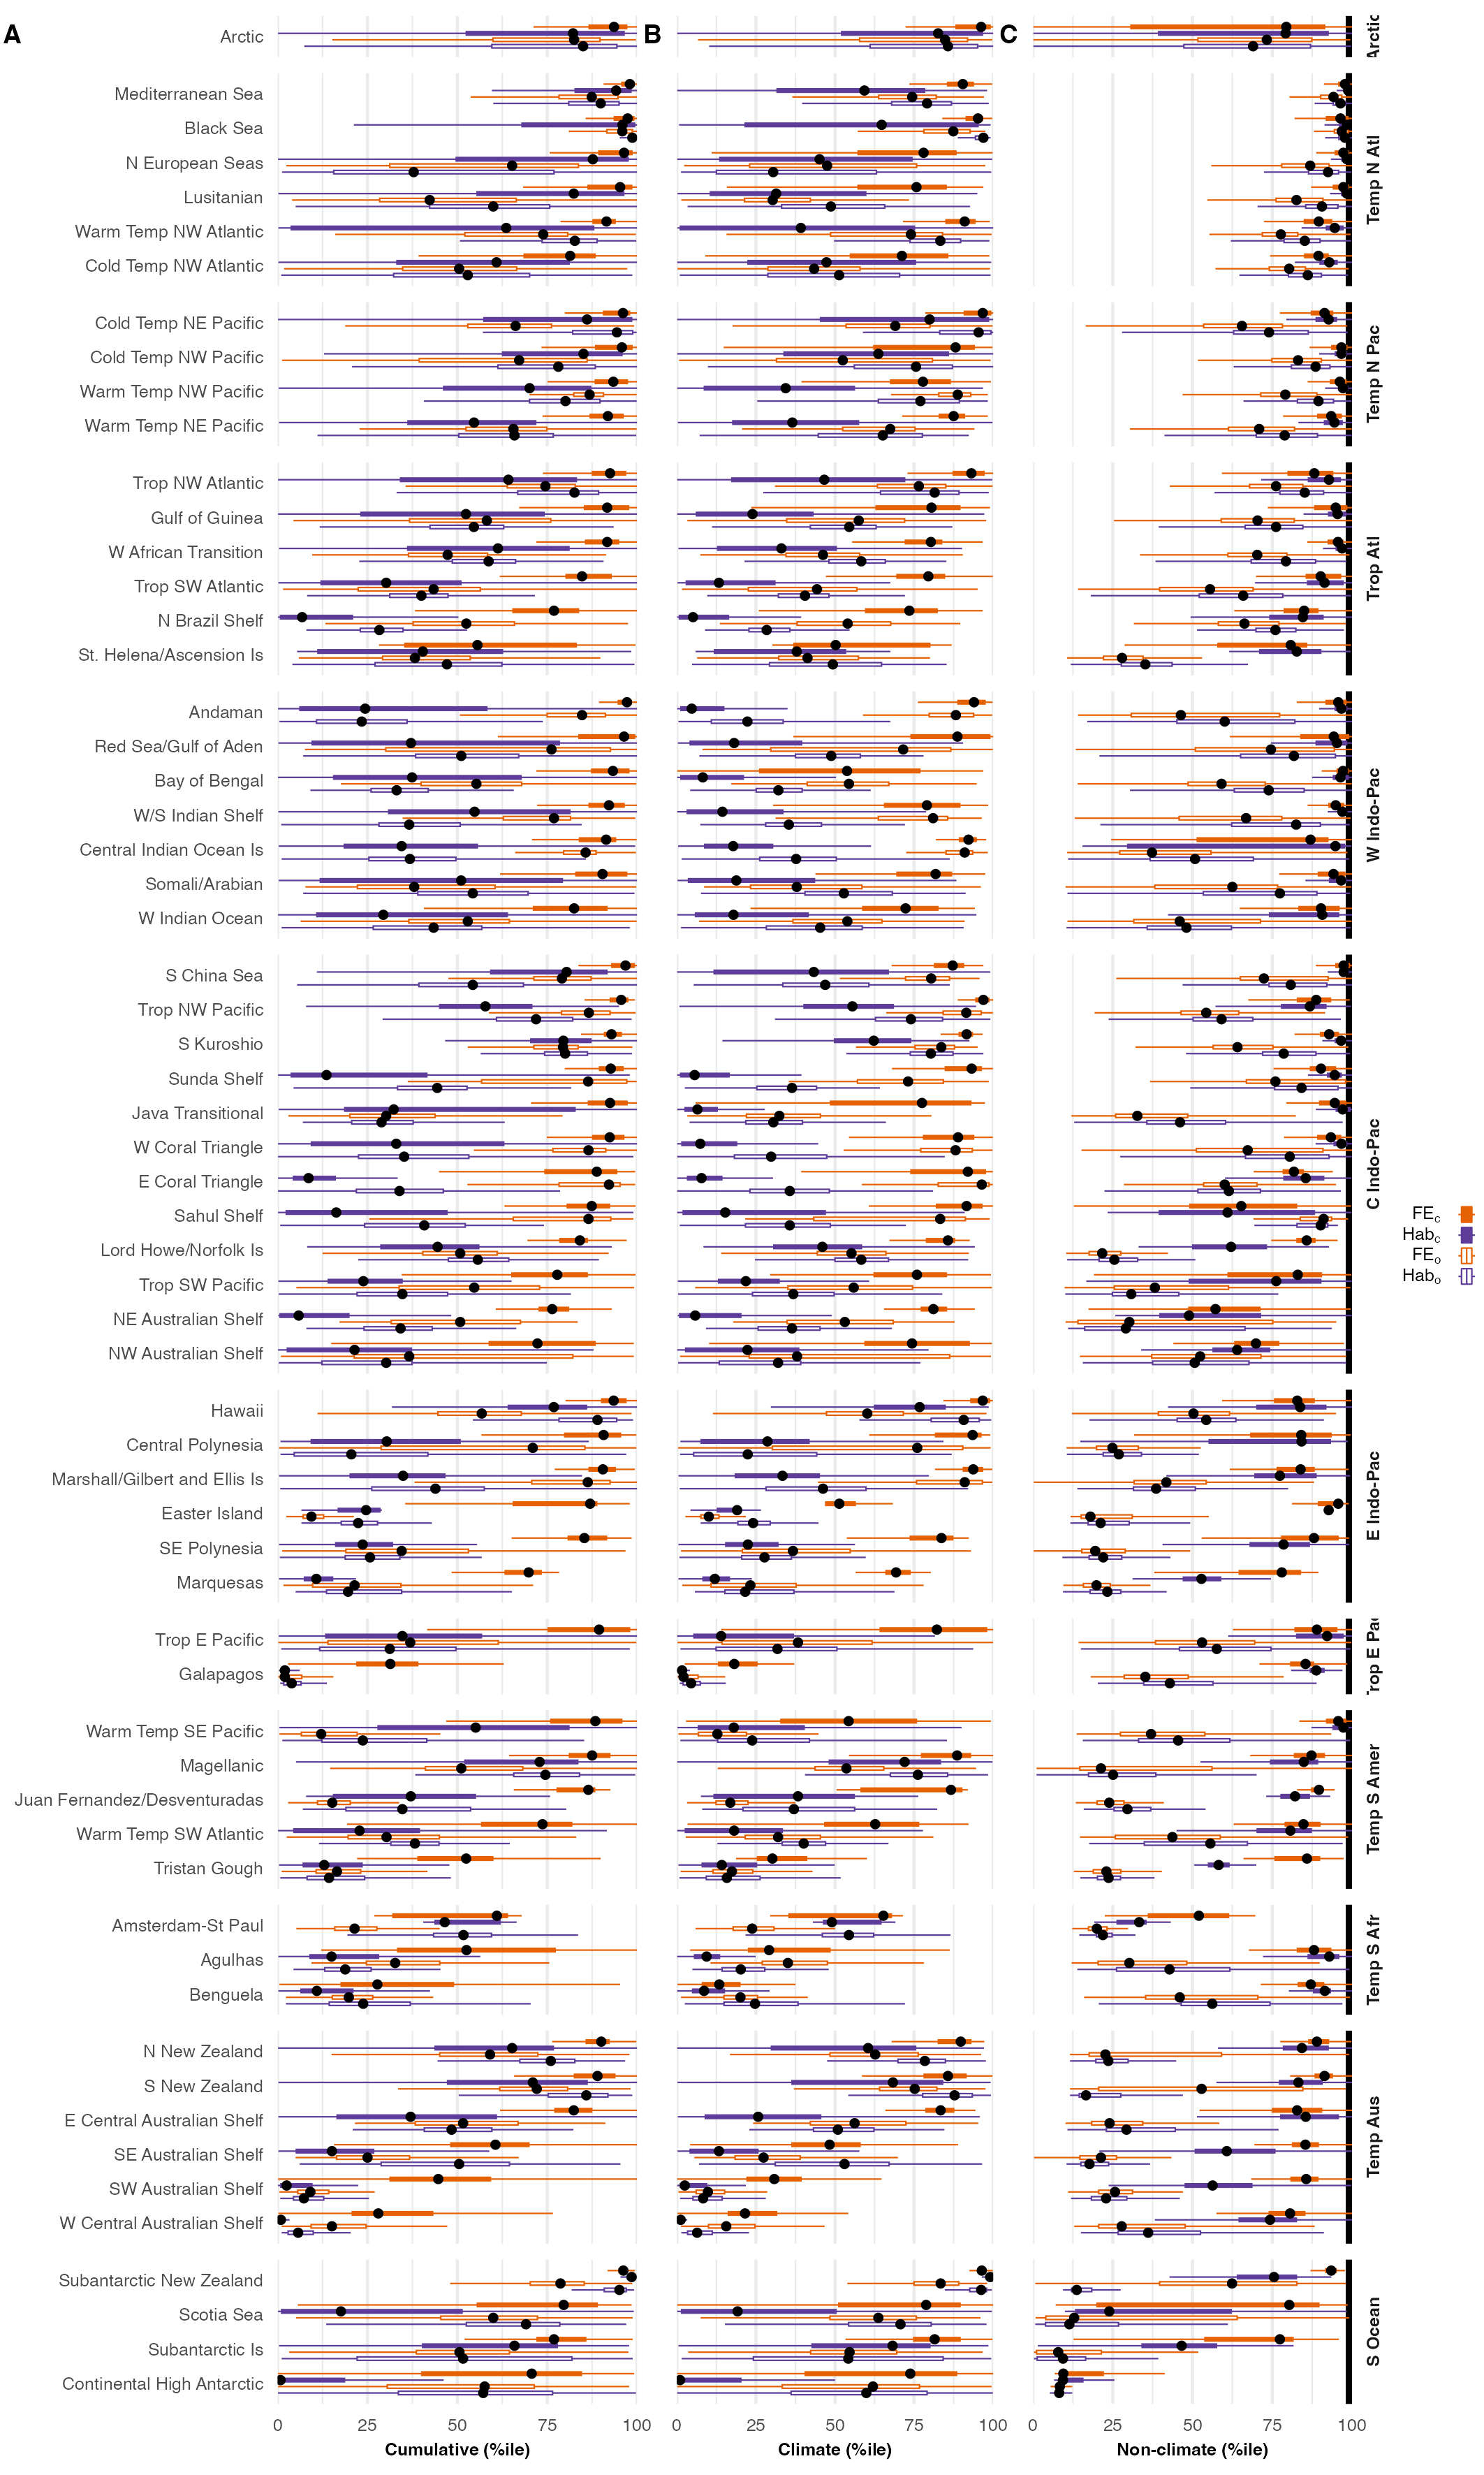 A
B
C
Arctic
Arctic
Mediterranean Sea
Black Sea
N European Seas
Lusitanian
Warm Temp NW Atlantic
Cold Temp NW Atlantic
Temp N Atl
Cold Temp NE Pacific
Cold Temp NW Pacific
Warm Temp NW Pacific
Warm Temp NE Pacific
Temp N Pac
Trop NW Atlantic
Gulf of Guinea
W African Transition
Trop SW Atlantic
N Brazil Shelf
St. Helena/Ascension Is
Trop Atl
Andaman
Red Sea/Gulf of Aden
Bay of Bengal
W/S Indian Shelf
Central Indian Ocean Is
Somali/Arabian
W Indian Ocean
W Indo-Pac
S China Sea
Trop NW Pacific
S Kuroshio
Sunda Shelf
Java Transitional
W Coral Triangle
E Coral Triangle
Sahul Shelf
Lord Howe/Norfolk Is
Trop SW Pacific
NE Australian Shelf
NW Australian Shelf
C Indo-Pac
FEc
Habc
FEo
Habo
Hawaii
Central Polynesia
Marshall/Gilbert and Ellis Is
Easter Island
SE Polynesia
Marquesas
E Indo-Pac
Trop E Pacific
Galapagos
Trop E Pac
Warm Temp SE Pacific
Magellanic
Juan Fernandez/Desventuradas
Warm Temp SW Atlantic
Tristan Gough
Temp S Amer
Amsterdam-St Paul
Agulhas
Benguela
Temp S Afr
N New Zealand
S New Zealand
E Central Australian Shelf
SE Australian Shelf
SW Australian Shelf
W Central Australian Shelf
Temp Aus
Subantarctic New Zealand
Scotia Sea
Subantarctic Is
Continental High Antarctic
S Ocean
0 25 50 75 100
0 25 50 75 100
0 25 50 75 100
Cumulative (%ile)
Climate (%ile)
Non-climate (%ile)